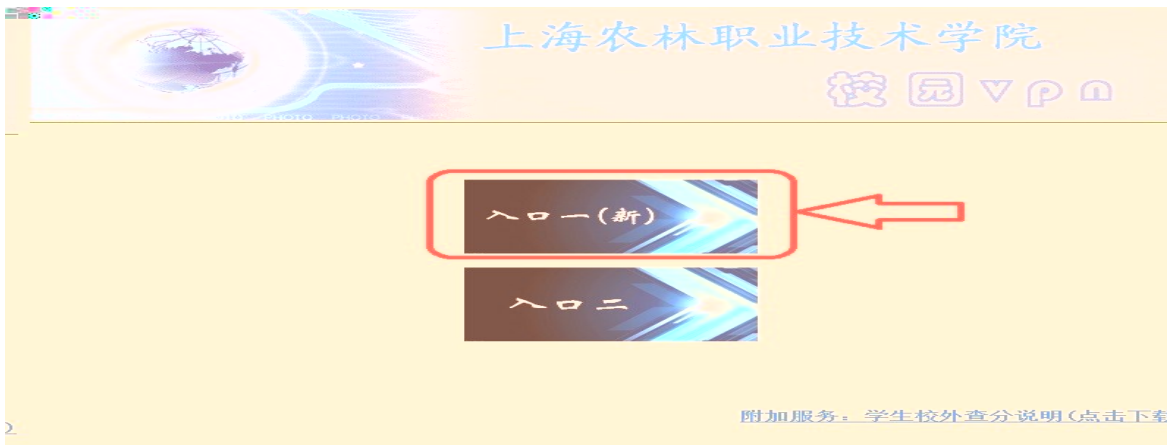 上海农林职业技术学院
校园vpn
入口一(新)
入口二
附加服务：学生校外查分说明(点击下载
)